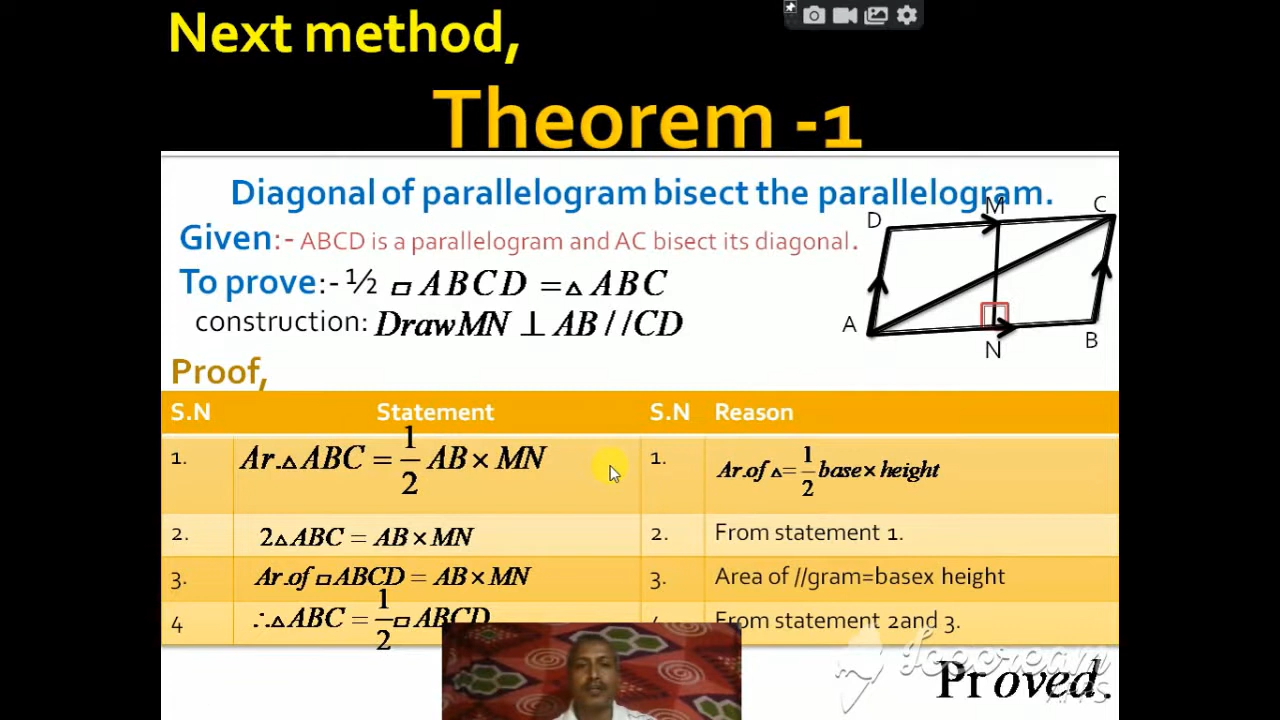 Next method,
Theorem -1
Diagonal of parallelogram bisect the parallelogram.
Given:- ABCD is a parallelogram and AC bisect its diagonal.
To prove:- ½ □ABCD = △ABC
construction: DrawMN ⊥ AB //CD
D M C
A N B
Proof,
S.N Statement S.N Reason
1. Ar.△ABC = 1/2 AB × MN 1. Ar.of △= 1/2 base× height
2. 2△ABC = AB × MN 2. From statement 1.
3. Ar.of □ABCD = AB × MN 3. Area of //gram=basex height
4 ∴△ABC = 1/2 □ABCD 4. From statement 2and 3.
Proved.